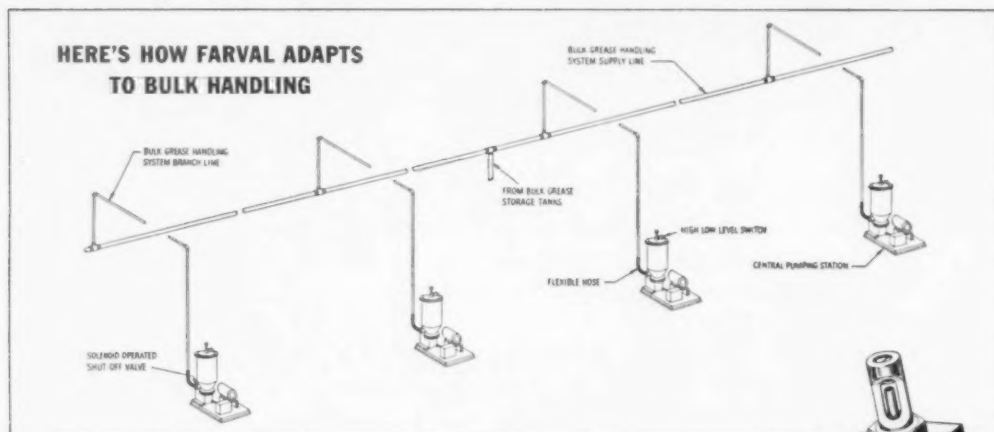 HERE'S HOW FARVAL ADAPTS
TO BULK HANDLING
BULK GREASE HANDLING
SYSTEM SUPPLY LINE
BULK GREASE HANDLING
SYSTEM BRANCH LINE
FROM BULK GREASE
STORAGE TANKS
HIGH LOW LEVEL SWITCH
CENTRAL PUMPING STATION
FLEXIBLE HOSE
SOLENOID OPERATED
SHUT OFF VALVE